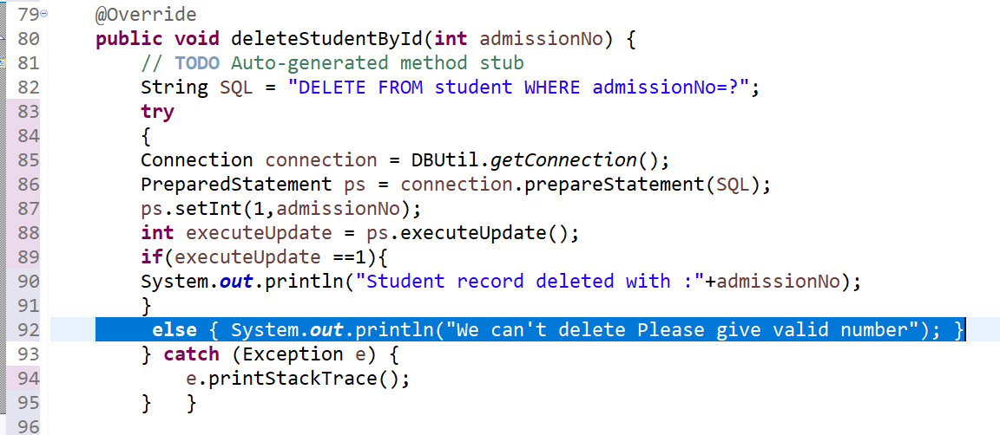 79 @Override
80 public void deleteStudentById(int admissionNo) {
81 // TODO Auto-generated method stub
82 String SQL = "DELETE FROM student WHERE admissionNo=?";
83 try
84 {
85 Connection connection = DBUtil.getConnection();
86 PreparedStatement ps = connection.prepareStatement(SQL);
87 ps.setInt(1,admissionNo);
88 int executeUpdate = ps.executeUpdate();
89 if(executeUpdate ==1){
90 System.out.println("Student record deleted with :"+admissionNo);
91 }
92 else { System.out.println("We can't delete Please give valid number"); }
93 } catch (Exception e) {
94 e.printStackTrace();
95 } }
96